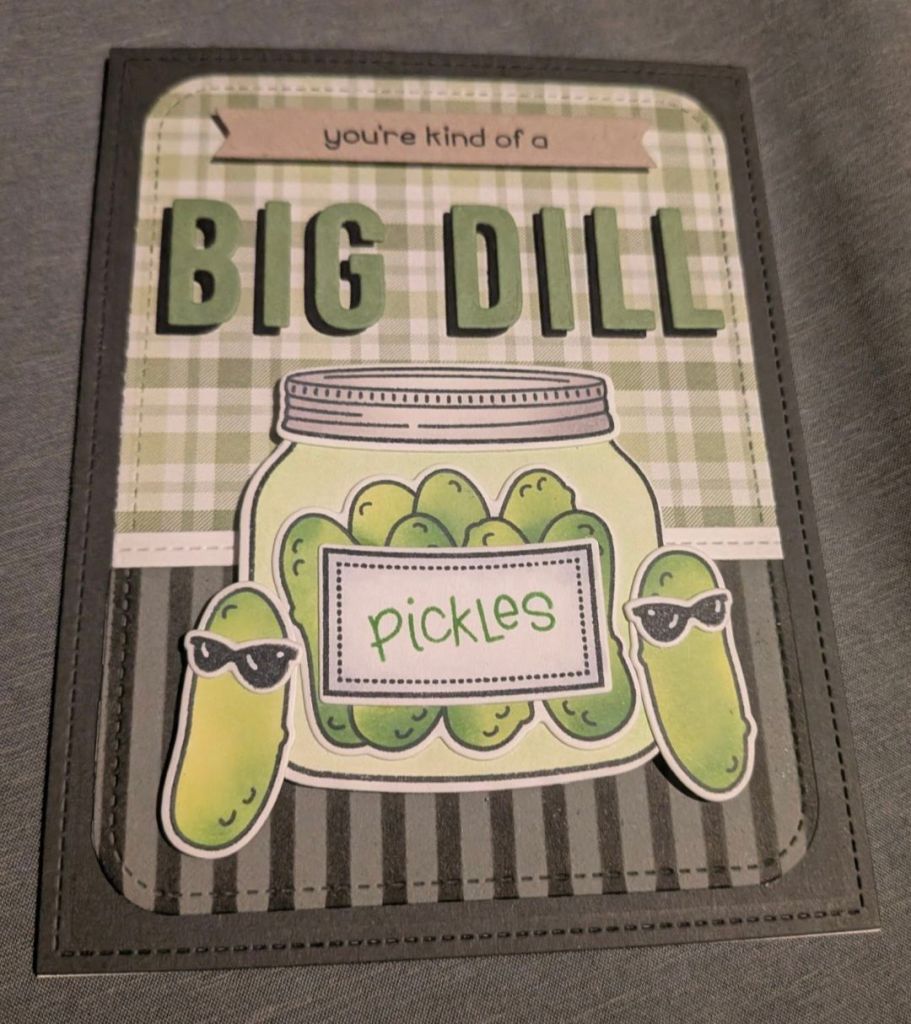 you're kind of a
BIG DILL
pickles